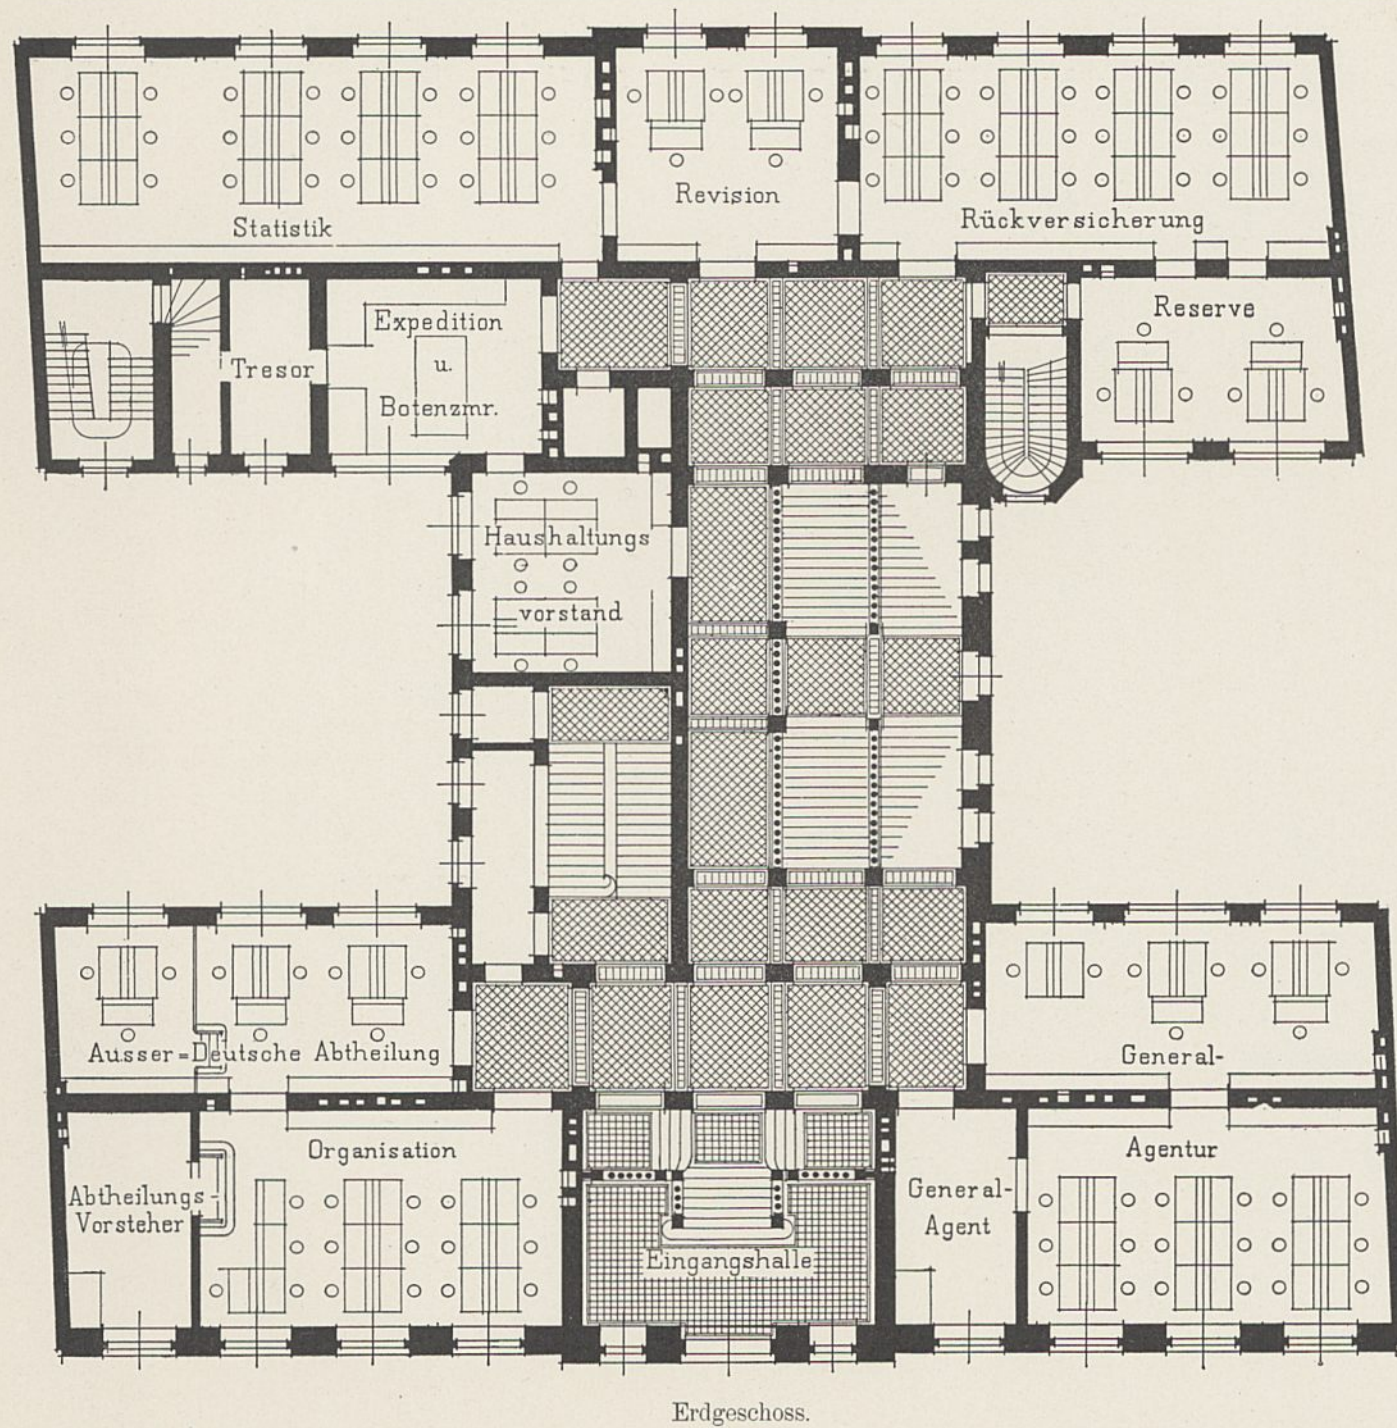 Statistik
Revision
Rückversicherung
Expedition
u.
Botenzmr.
Tresor
Reserve
Haushaltungs
vorstand
Ausser=Deutsche Abtheilung
General-
Organisation
Agentur
Abtheilungs-
Vorsteher
General-
Agent
Eingangshalle
Erdgeschoss.